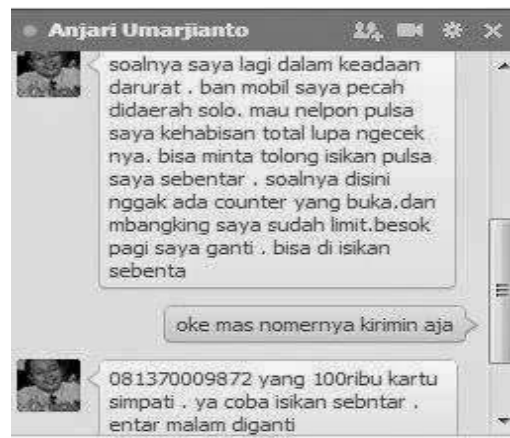 Anjari Umarjianto
soalnya saya lagi dalam keadaan
darurat . ban mobil saya pecah
didaerah solo. mau nelpon pulsa
saya kehabisan total lupa ngecek
nya. bisa minta tolong isikan pulsa
saya sebentar . soalnya disini
nggak ada counter yang buka.dan
mbangking saya sudah limit.besok
pagi saya ganti . bisa di isikan
sebenta
oke mas nomernya kirimin aja
081370009872 yang 100ribu kartu
simpati . ya coba isikan sebntar .
entar malam diganti